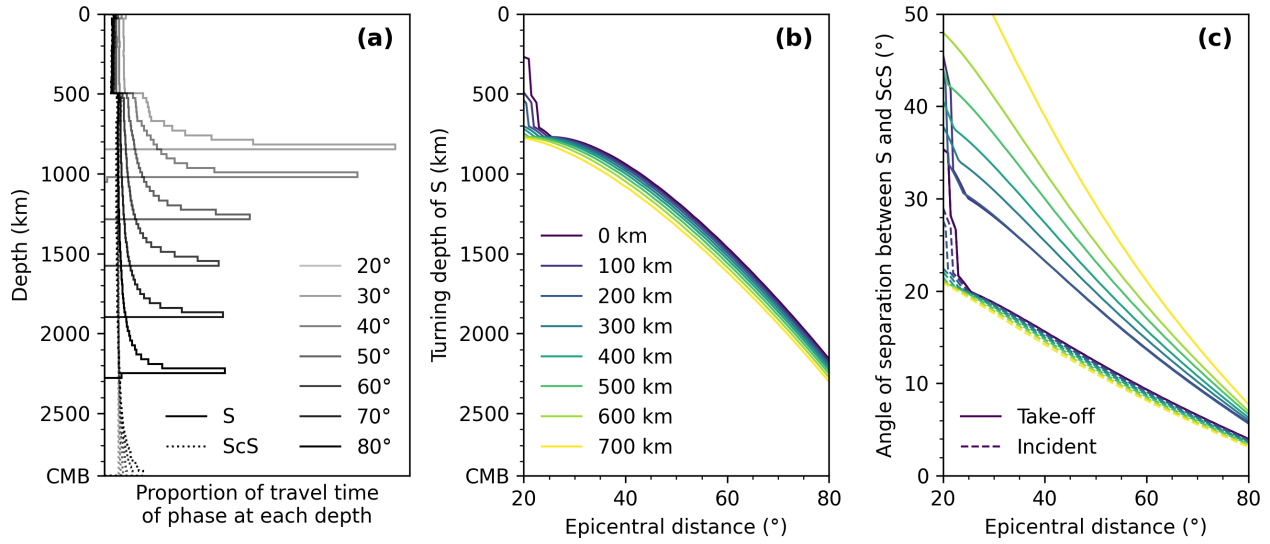 (a)
0
500
1000
1500
2000
2500
CMB
Depth (km)
20°
30°
40°
50°
60°
70°
80°
S
ScS
Proportion of travel time
of phase at each depth
(b)
0
500
1000
1500
2000
2500
CMB
Turning depth of S (km)
0 km
100 km
200 km
300 km
400 km
500 km
600 km
700 km
20
40
60
80
Epicentral distance (°)
(c)
50
40
30
20
10
0
Angle of separation between S and ScS (°)
Take-off
Incident
20
40
60
80
Epicentral distance (°)